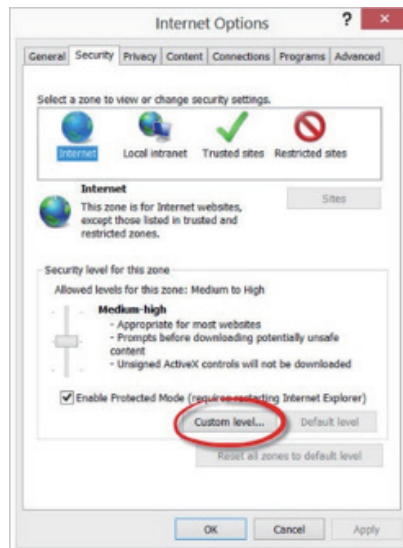 Internet Options
?
General Security Privacy Content Connections Programs Advanced
Select a zone to view or change security settings.
Internet Local intranet Trusted sites Restricted sites
Internet
Sites
This zone is for Internet websites,
except those listed in trusted and
restricted zones.
Security level for this zone
Allowed levels for this zone: Medium to High
Medium-high
- Appropriate for most websites
- Prompts before downloading potentially unsafe
content
- Unsigned ActiveX controls will not be downloaded
Enable Protected Mode (requires restarting Internet Explorer)
Custom level... Default level
Reset all zones to default level
OK Cancel Apply